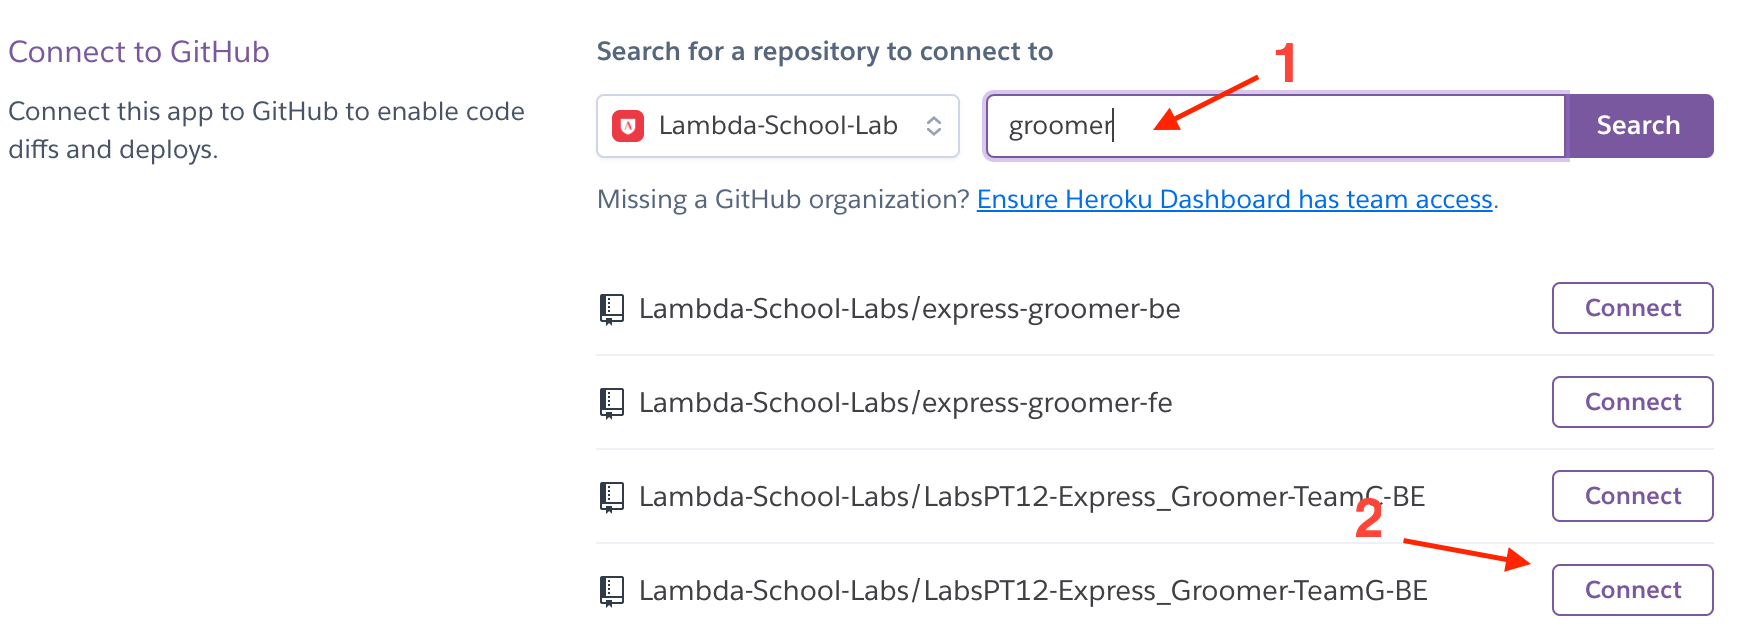 Connect to GitHub
Connect this app to GitHub to enable code
diffs and deploys.
Search for a repository to connect to
1
Lambda-School-Lab
groomer
Search
Missing a GitHub organization? Ensure Heroku Dashboard has team access.
Lambda-School-Labs/express-groomer-be
Connect
Lambda-School-Labs/express-groomer-fe
Connect
Lambda-School-Labs/LabsPT12-Express_Groomer-TeamC-BE
Connect
2
Lambda-School-Labs/LabsPT12-Express_Groomer-TeamG-BE
Connect